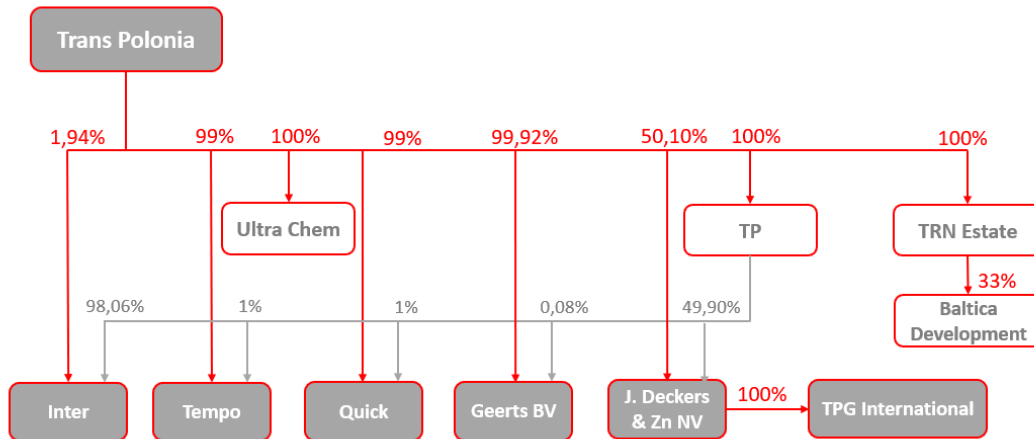 Trans Polonia
1,94%
99%
100%
99%
99,92%
50,10%
100%
100%
Ultra Chem
TP
TRN Estate
33%
Baltica
Development
98,06%
1%
1%
0,08%
49,90%
Inter
Tempo
Quick
Geerts BV
J. Deckers
& Zn NV
100%
TPG International